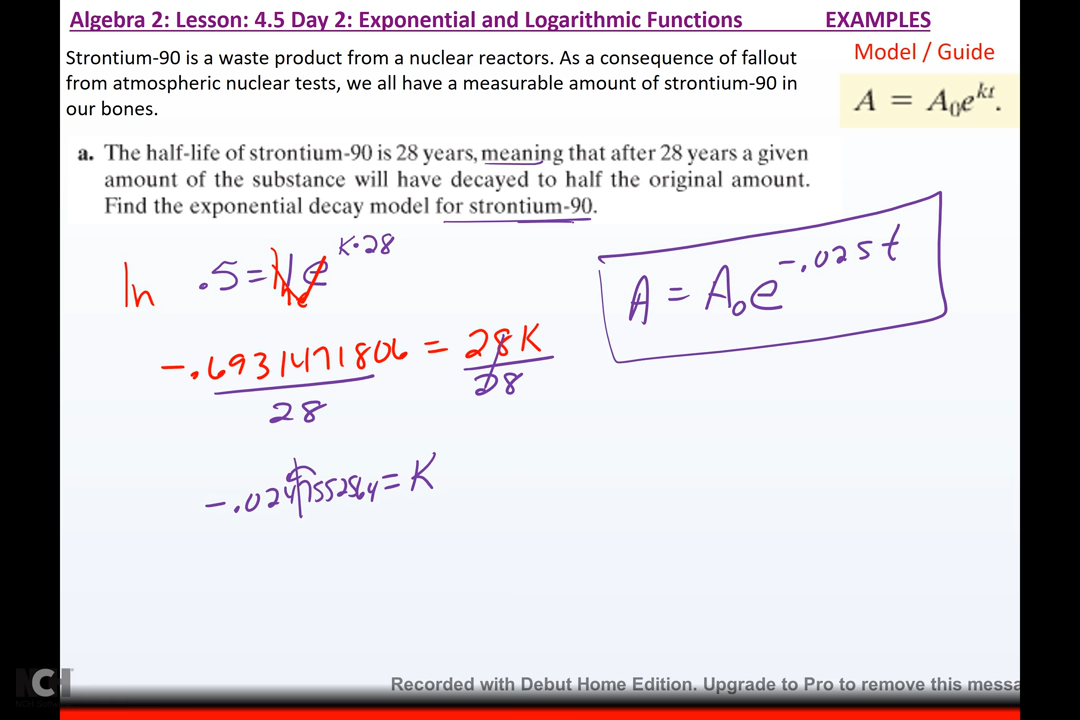 Algebra 2: Lesson: 4.5 Day 2: Exponential and Logarithmic Functions EXAMPLES
Strontium-90 is a waste product from a nuclear reactors. As a consequence of fallout
from atmospheric nuclear tests, we all have a measurable amount of strontium-90 in
our bones.
Model / Guide
A = A₀eᵏᵗ.
a. The half-life of strontium-90 is 28 years, meaning that after 28 years a given
amount of the substance will have decayed to half the original amount.
Find the exponential decay model for strontium-90.
ln .5 = 1e^(K·28)
-.6931471806 = 28K
28 28
= K
A = A₀e^(-.025t)
NCH
Recorded with Debut Home Edition. Upgrade to Pro to remove this messa